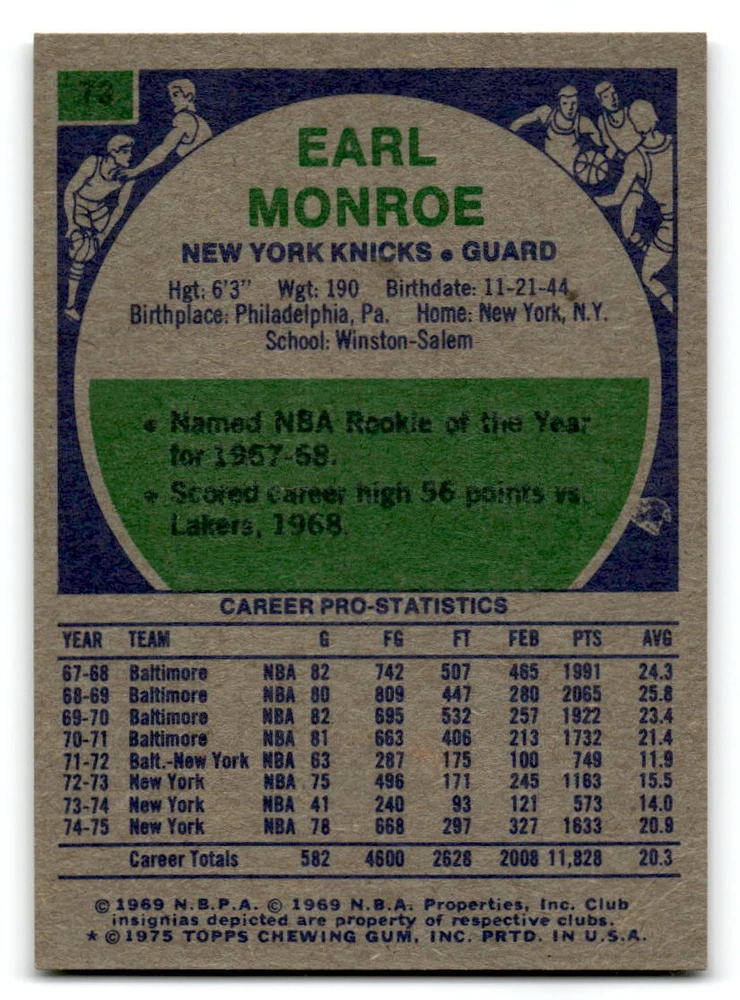 73
EARL
MONROE
NEW YORK KNICKS • GUARD
Hgt: 6'3" Wgt: 190 Birthdate: 11-21-44
Birthplace: Philadelphia, Pa. Home: New York, N.Y.
School: Winston-Salem
• Named NBA Rookie of the Year
for 1967-68.
• Scored career high 56 points vs.
Lakers, 1968.
CAREER PRO-STATISTICS
YEAR TEAM G FG FT FEB PTS AVG
67-68 Baltimore NBA 82 742 507 465 1991 24.3
68-69 Baltimore NBA 80 809 447 280 2065 25.8
69-70 Baltimore NBA 82 695 532 257 1922 23.4
70-71 Baltimore NBA 81 663 406 213 1732 21.4
71-72 Balt.-New York NBA 63 287 175 100 749 11.9
72-73 New York NBA 75 496 171 245 1163 15.5
73-74 New York NBA 41 240 93 121 573 14.0
74-75 New York NBA 78 668 297 327 1633 20.9
Career Totals 582 4600 2628 2008 11,828 20.3
© 1969 N.B.P.A. © 1969 N.B.A. Properties, Inc. Club
insignias depicted are property of respective clubs.
* © 1975 TOPPS CHEWING GUM, INC. PRTD. IN U.S.A.